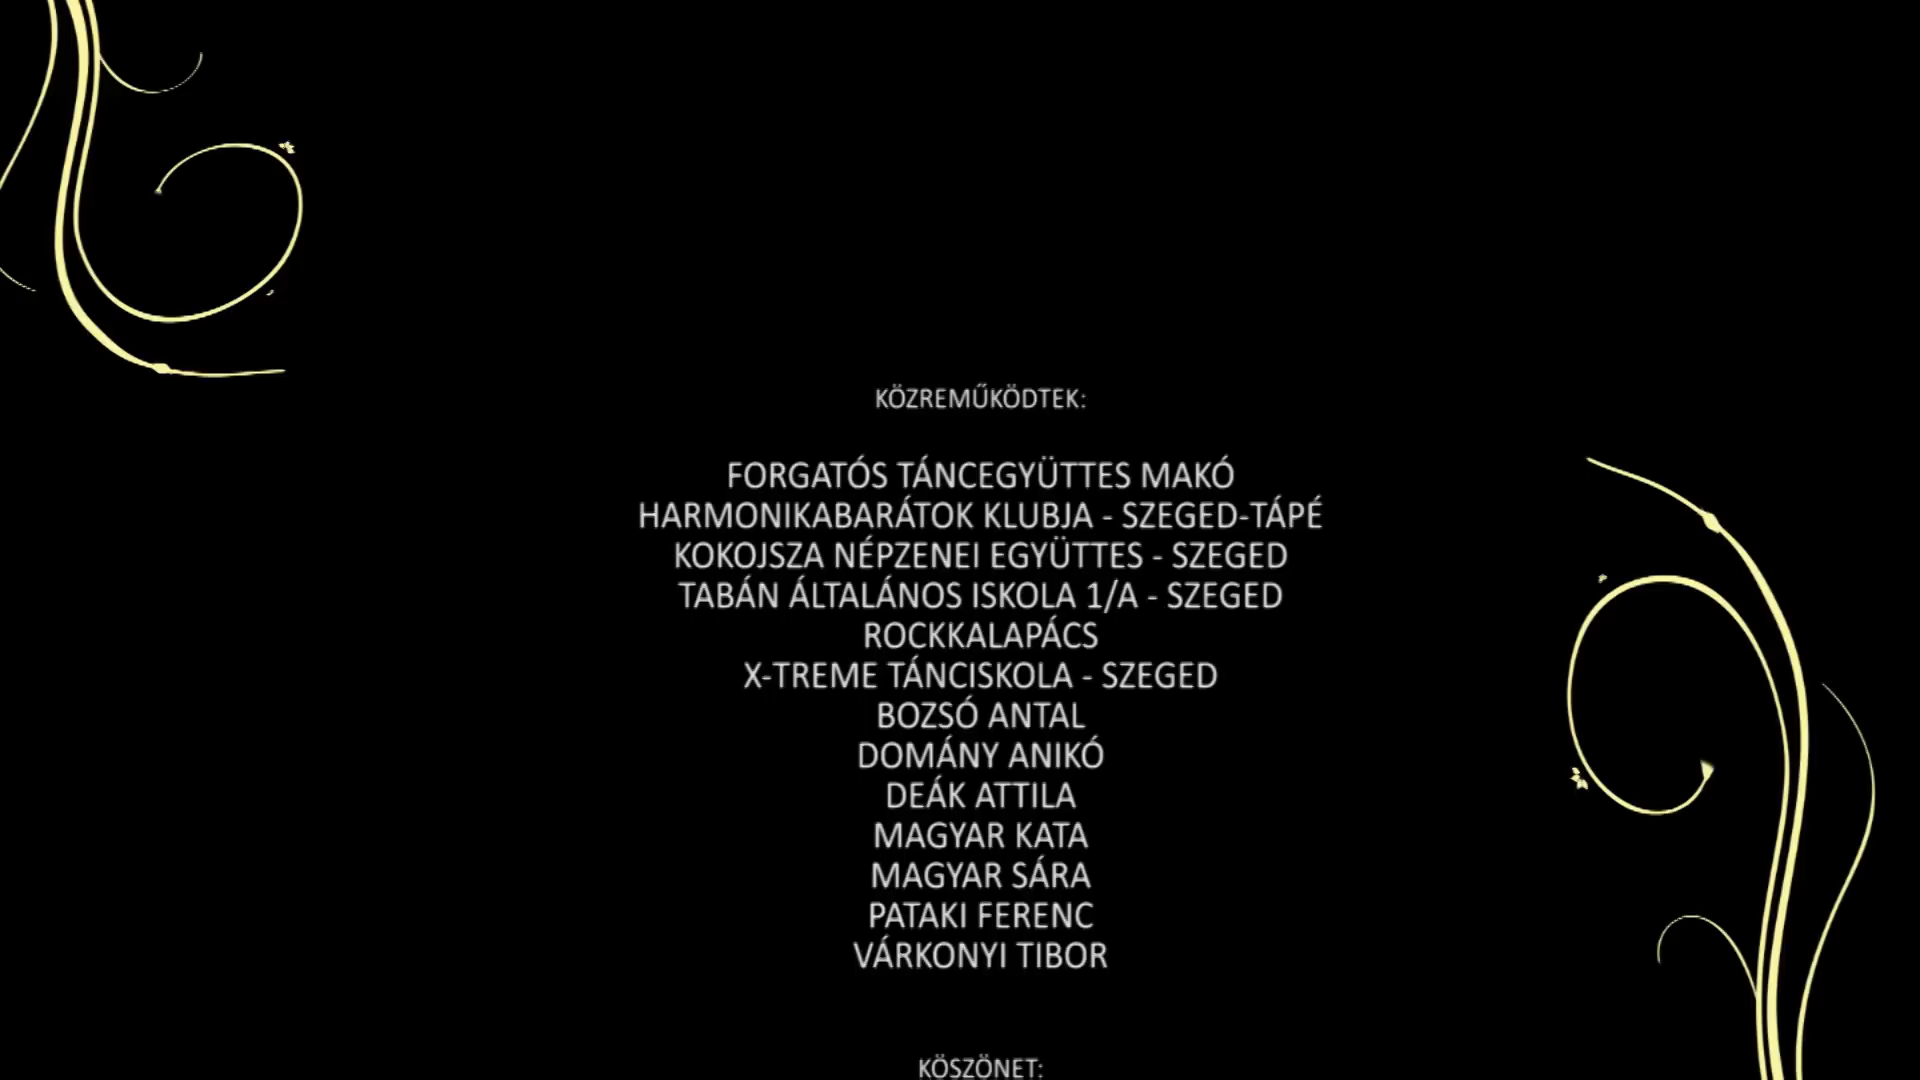 KÖZREMŰKÖDTEK:
FORGATÓS TÁNCEGYÜTTES MAKÓ
HARMONIKABARÁTOK KLUBJA - SZEGED-TÁPÉ
KOKOJSZA NÉPZENEI EGYÜTTES - SZEGED
TABÁN ÁLTALÁNOS ISKOLA 1/A - SZEGED
ROCKKALAPÁCS
X-TREME TÁNCISKOLA - SZEGED
BOZSÓ ANTAL
DOMÁNY ANIKÓ
DEÁK ATTILA
MAGYAR KATA
MAGYAR SÁRA
PATAKI FERENC
VÁRKONYI TIBOR
KÖSZÖNET: